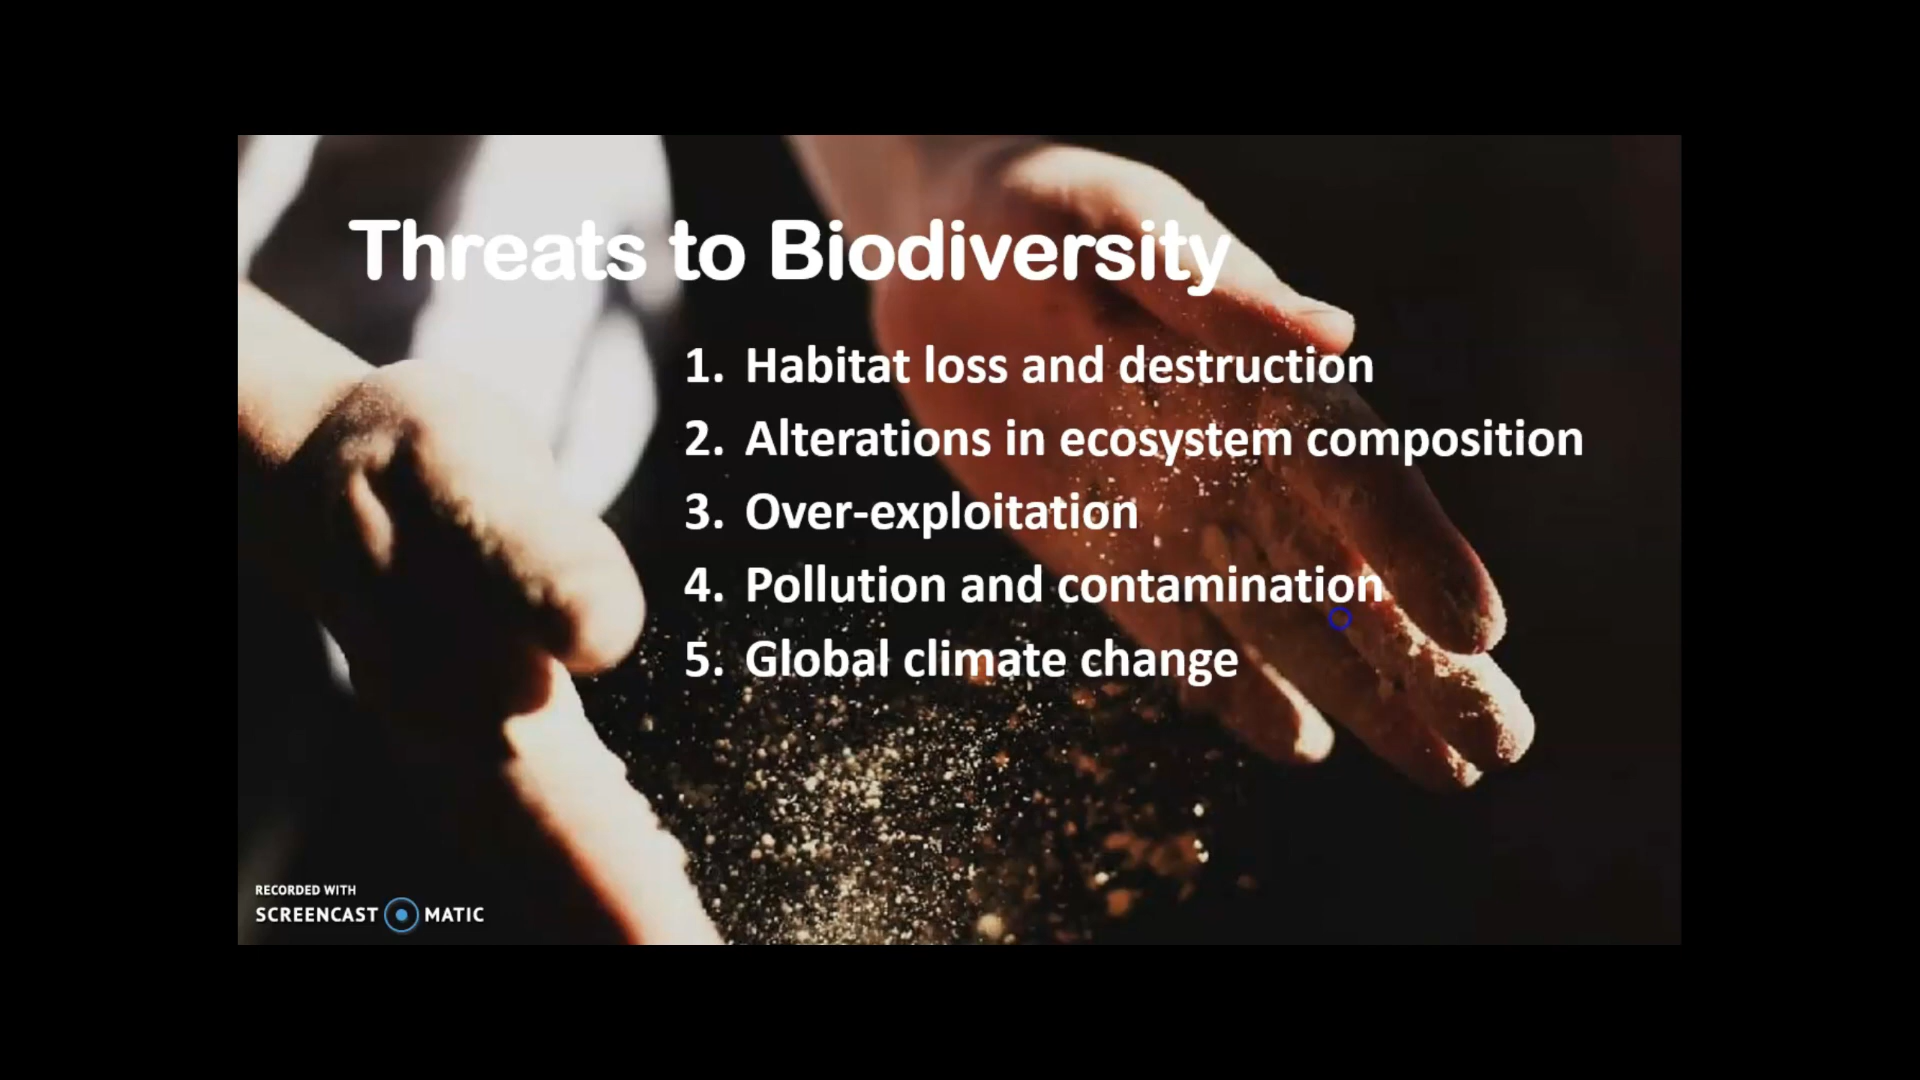 Threats to Biodiversity
1. Habitat loss and destruction
2. Alterations in ecosystem composition
3. Over-exploitation
4. Pollution and contamination
5. Global climate change
RECORDED WITH
SCREENCAST MATIC